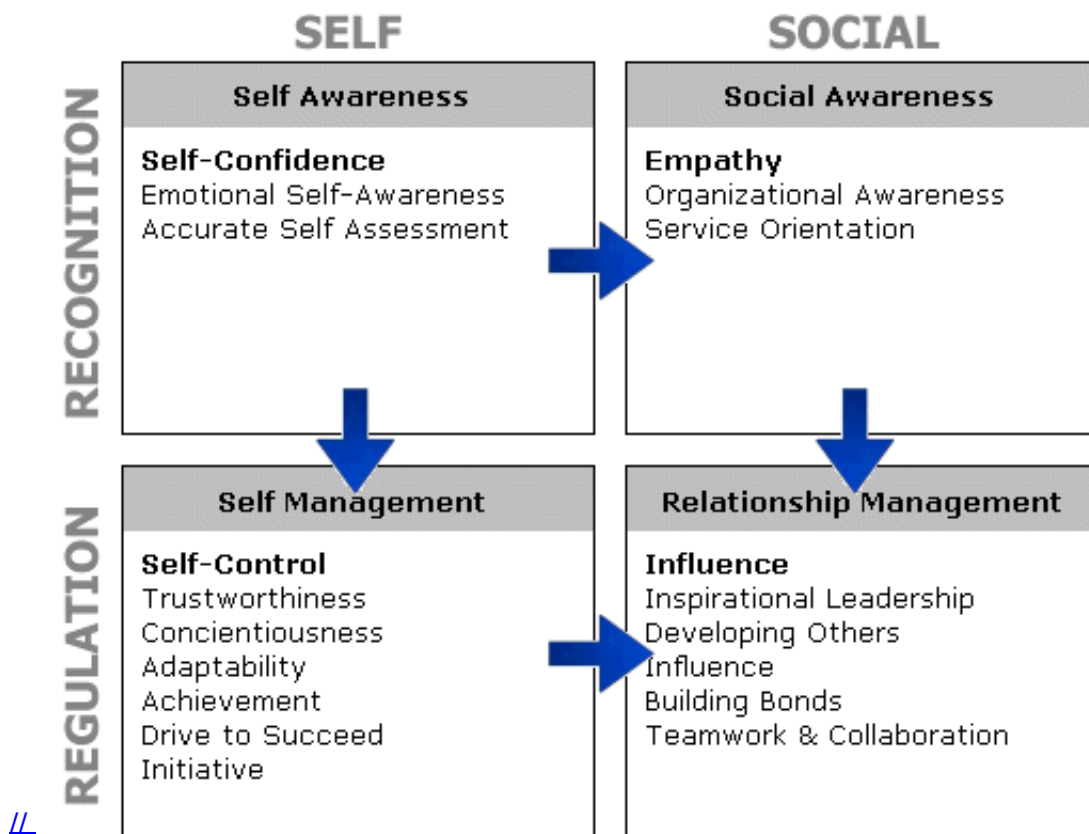 SELF
SOCIAL
RECOGNITION
Self Awareness
Self-Confidence
Emotional Self-Awareness
Accurate Self Assessment
Social Awareness
Empathy
Organizational Awareness
Service Orientation
REGULATION
Self Management
Self-Control
Trustworthiness
Concientiousness
Adaptability
Achievement
Drive to Succeed
Initiative
Relationship Management
Influence
Inspirational Leadership
Developing Others
Influence
Building Bonds
Teamwork & Collaboration
//